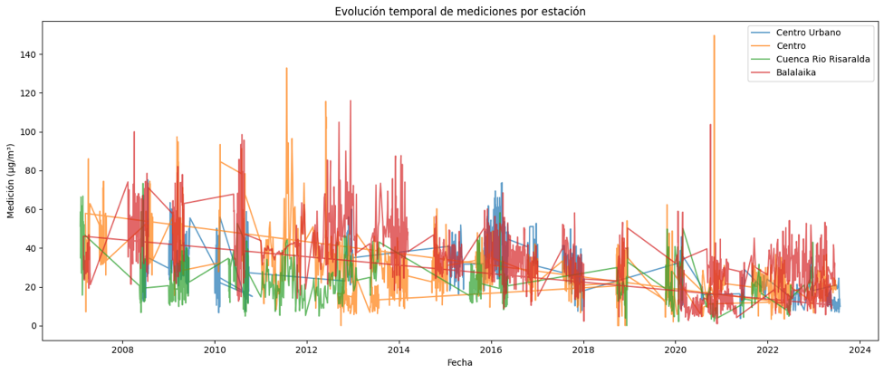 Evolución temporal de mediciones por estación
Centro Urbano
Centro
Cuenca Rio Risaralda
Balalaika
Medición (µg/m³)
140
120
100
80
60
40
20
0
2008
2010
2012
2014
2016
2018
2020
2022
2024
Fecha